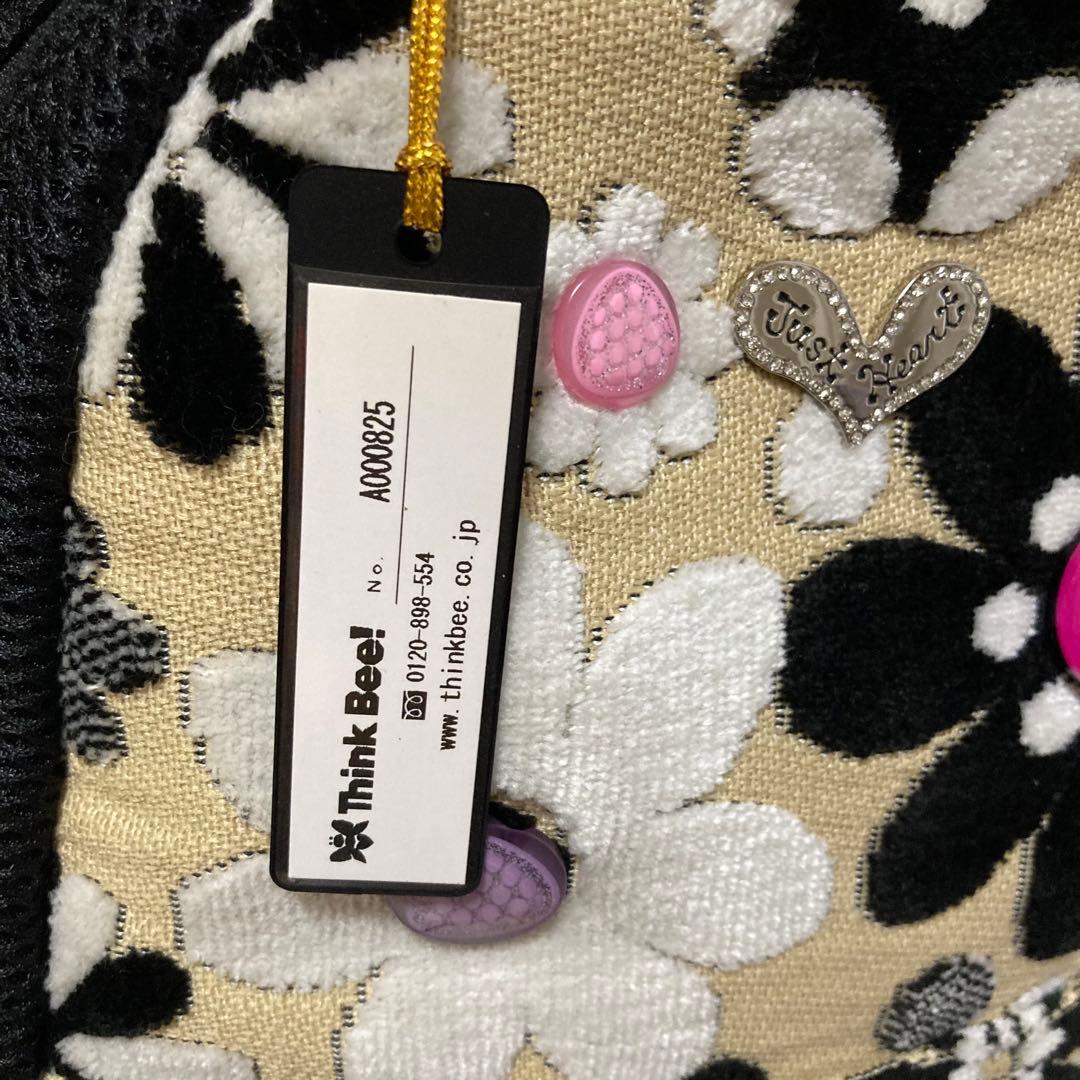 Think Bee!
No. A000825
0120-898-554
www.thinkbee.co.jp
Just Heart